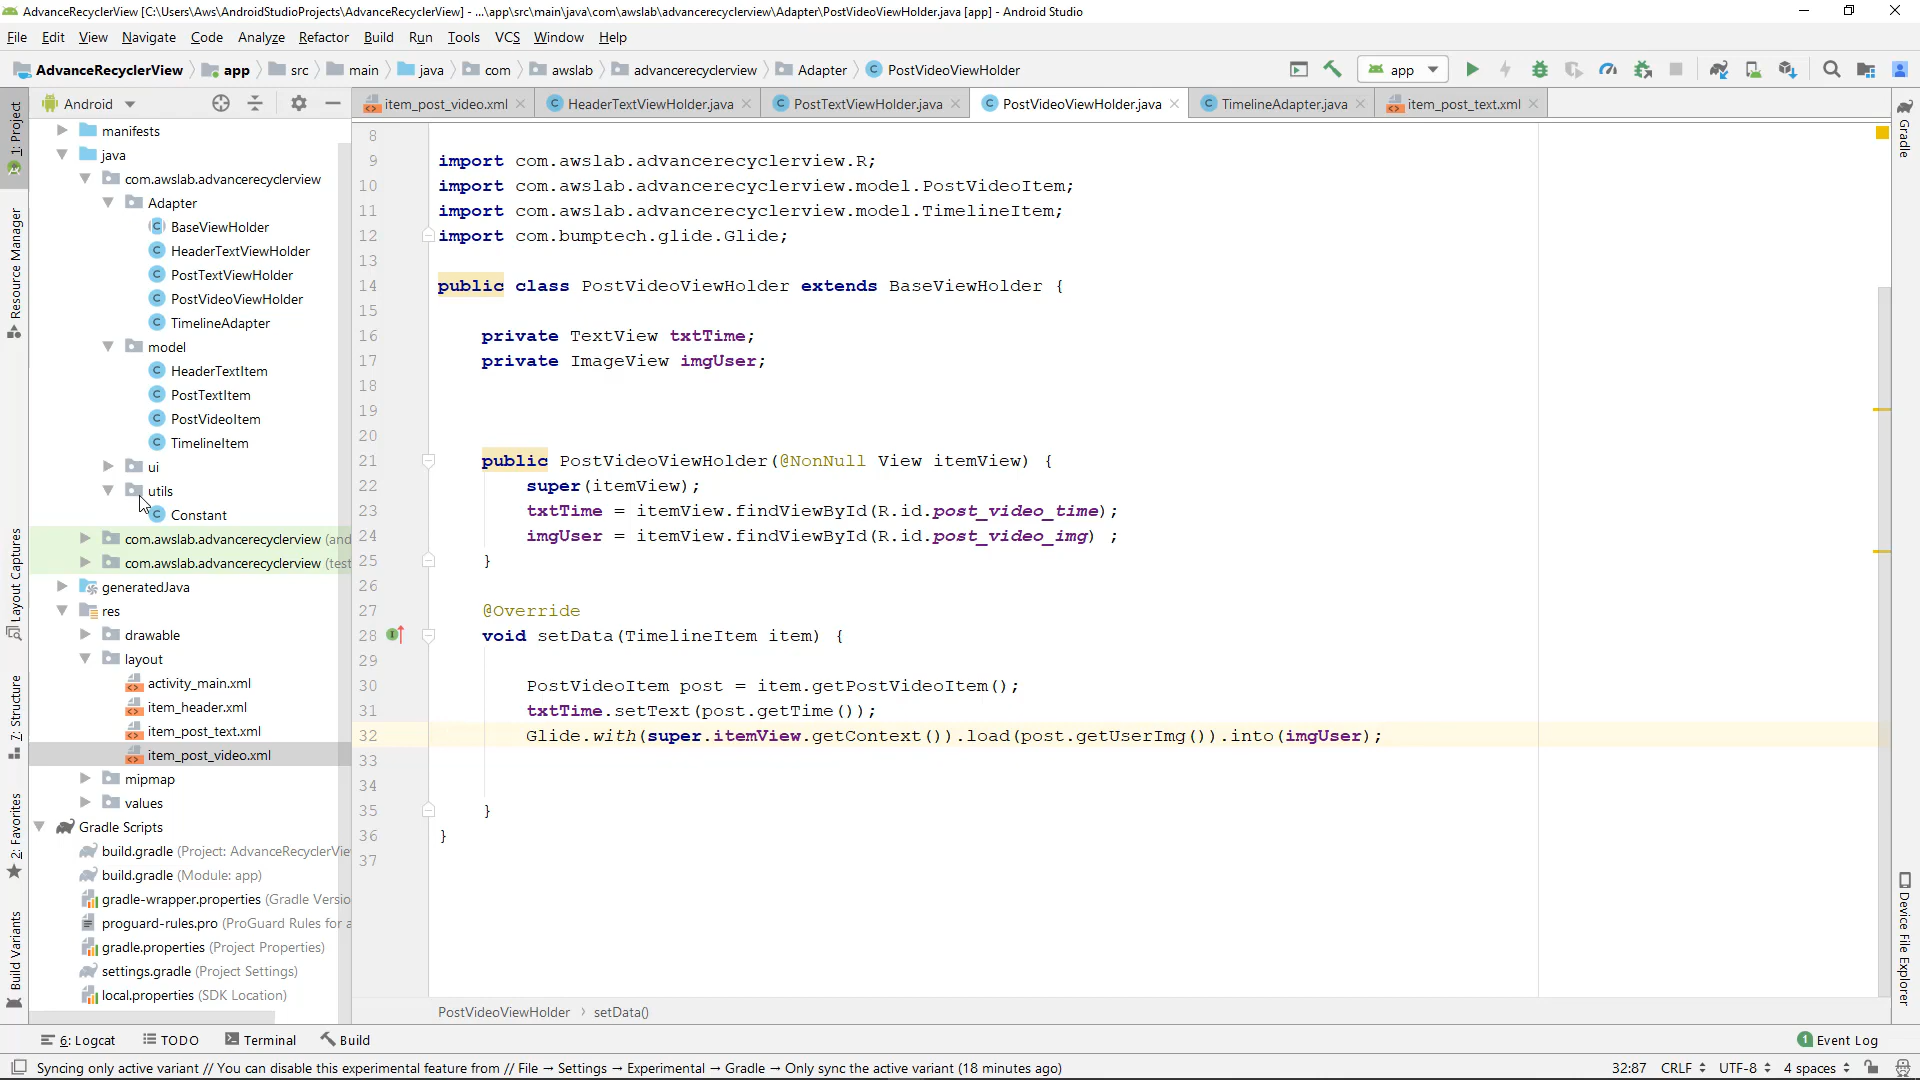 AdvanceRecyclerView [C:\Users\Aws\AndroidStudioProjects\AdvanceRecyclerView] - ...\app\src\main\java\com\awslab\advancerecyclerview\Adapter\PostVideoViewHolder.java [app] - Android Studio
File Edit View Navigate Code Analyze Refactor Build Run Tools VCS Window Help
AdvanceRecyclerView app src main java com awslab advancerecyclerview Adapter PostVideoViewHolder app
Android item_post_video.xml HeaderTextViewHolder.java PostTextViewHolder.java PostVideoViewHolder.java TimelineAdapter.java item_post_text.xml
1: Project
Resource Manager
Layout Captures
7: Structure
2: Favorites
Build Variants
manifests
java
com.awslab.advancerecyclerview
Adapter
BaseViewHolder
HeaderTextViewHolder
PostTextViewHolder
PostVideoViewHolder
TimelineAdapter
model
HeaderTextItem
PostTextItem
PostVideoItem
TimelineItem
ui
utils
Constant
com.awslab.advancerecyclerview (and
com.awslab.advancerecyclerview (test
generatedJava
res
drawable
layout
activity_main.xml
item_header.xml
item_post_text.xml
item_post_video.xml
mipmap
values
Gradle Scripts
build.gradle (Project: AdvanceRecyclerVie
build.gradle (Module: app)
gradle-wrapper.properties (Gradle Versio
proguard-rules.pro (ProGuard Rules for a
gradle.properties (Project Properties)
settings.gradle (Project Settings)
local.properties (SDK Location)
8
9 import com.awslab.advancerecyclerview.R;
10 import com.awslab.advancerecyclerview.model.PostVideoItem;
11 import com.awslab.advancerecyclerview.model.TimelineItem;
12 import com.bumptech.glide.Glide;
13
14 public class PostVideoViewHolder extends BaseViewHolder {
15
16 private TextView txtTime;
17 private ImageView imgUser;
18
19
20
21 public PostVideoViewHolder(@NonNull View itemView) {
22 super(itemView);
23 txtTime = itemView.findViewById(R.id.post_video_time);
24 imgUser = itemView.findViewById(R.id.post_video_img) ;
25 }
26
27 @Override
28 void setData(TimelineItem item) {
29
30 PostVideoItem post = item.getPostVideoItem();
31 txtTime.setText(post.getTime());
32 Glide.with(super.itemView.getContext()).load(post.getUserImg()).into(imgUser);
33
34
35 }
36 }
37
PostVideoViewHolder › setData()
Gradle
Device File Explorer
6: Logcat TODO Terminal Build 1 Event Log
Syncing only active variant // You can disable this experimental feature from // File → Settings → Experimental → Gradle → Only sync the active variant (18 minutes ago) 32:87 CRLF UTF-8 4 spaces